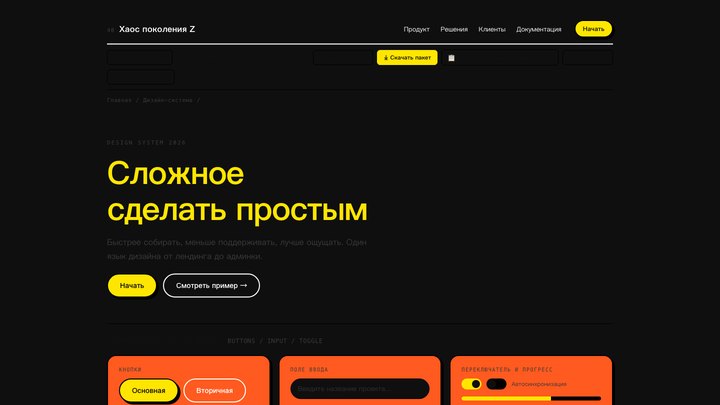 Хаос поколения Z
Продукт Решения Клиенты Документация Начать
Скачать пакет
Главная / Дизайн-система /
DESIGN SYSTEM 2026
Сложное
сделать простым
Быстрее собирать, меньше поддерживать, лучше ощущать. Один
язык дизайна от лендинга до админки.
Начать Смотреть пример →
BUTTONS / INPUT / TOGGLE
КНОПКИ
Основная Вторичная
ПОЛЕ ВВОДА
Введите название проекта…
ПЕРЕКЛЮЧАТЕЛЬ И ПРОГРЕСС
Автосинхронизация